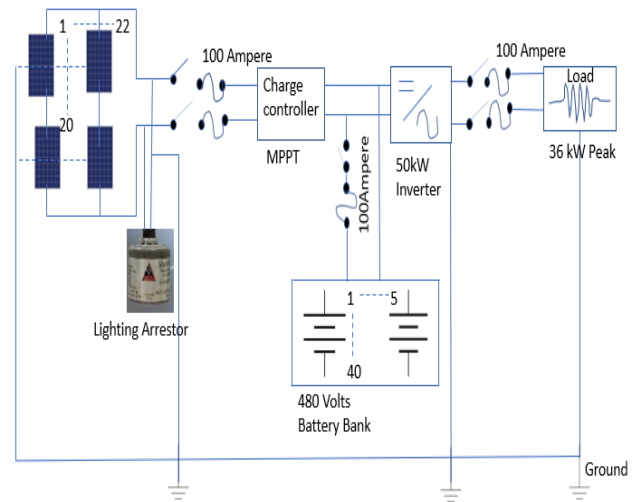 1 22
20
100 Ampere
Charge
controller
MPPT
100Ampere
50kW
Inverter
100 Ampere
Load
36 kW Peak
Lighting Arrestor
1 5
40
480 Volts
Battery Bank
Ground